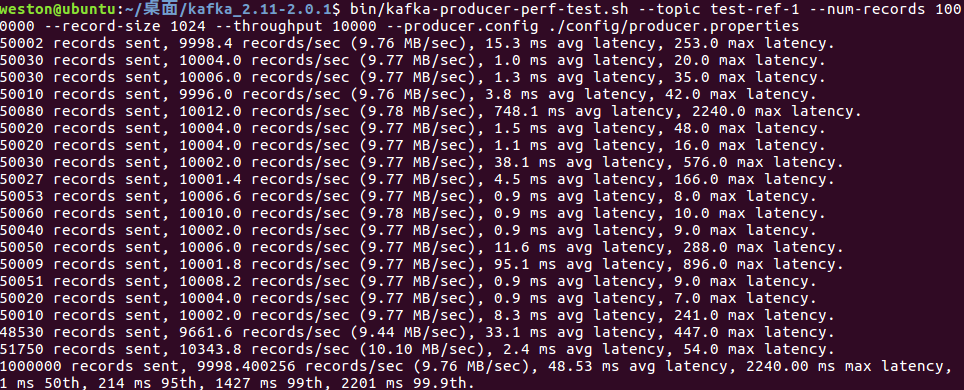 weston@ubuntu:~/桌面/kafka_2.11-2.0.1$ bin/kafka-producer-perf-test.sh --topic test-ref-1 --num-records 100
0000 --record-size 1024 --throughput 10000 --producer.config ./config/producer.properties
50002 records sent, 9998.4 records/sec (9.76 MB/sec), 15.3 ms avg latency, 253.0 max latency.
50030 records sent, 10004.0 records/sec (9.77 MB/sec), 1.0 ms avg latency, 20.0 max latency.
50030 records sent, 10006.0 records/sec (9.77 MB/sec), 1.3 ms avg latency, 35.0 max latency.
50010 records sent, 9996.0 records/sec (9.76 MB/sec), 3.8 ms avg latency, 42.0 max latency.
50080 records sent, 10012.0 records/sec (9.78 MB/sec), 748.1 ms avg latency, 2240.0 max latency.
50020 records sent, 10004.0 records/sec (9.77 MB/sec), 1.5 ms avg latency, 48.0 max latency.
50020 records sent, 10004.0 records/sec (9.77 MB/sec), 1.1 ms avg latency, 16.0 max latency.
50030 records sent, 10002.0 records/sec (9.77 MB/sec), 38.1 ms avg latency, 576.0 max latency.
50027 records sent, 10001.4 records/sec (9.77 MB/sec), 4.5 ms avg latency, 166.0 max latency.
50053 records sent, 10006.6 records/sec (9.77 MB/sec), 0.9 ms avg latency, 8.0 max latency.
50060 records sent, 10010.0 records/sec (9.78 MB/sec), 0.9 ms avg latency, 10.0 max latency.
50040 records sent, 10002.0 records/sec (9.77 MB/sec), 0.9 ms avg latency, 9.0 max latency.
50050 records sent, 10006.0 records/sec (9.77 MB/sec), 11.6 ms avg latency, 288.0 max latency.
50009 records sent, 10001.8 records/sec (9.77 MB/sec), 95.1 ms avg latency, 896.0 max latency.
50051 records sent, 10008.2 records/sec (9.77 MB/sec), 0.9 ms avg latency, 9.0 max latency.
50020 records sent, 10004.0 records/sec (9.77 MB/sec), 0.9 ms avg latency, 7.0 max latency.
50010 records sent, 10002.0 records/sec (9.77 MB/sec), 8.3 ms avg latency, 241.0 max latency.
48530 records sent, 9661.6 records/sec (9.44 MB/sec), 33.1 ms avg latency, 447.0 max latency.
51750 records sent, 10343.8 records/sec (10.10 MB/sec), 2.4 ms avg latency, 54.0 max latency.
1000000 records sent, 9998.400256 records/sec (9.76 MB/sec), 48.53 ms avg latency, 2240.00 ms max latency,
1 ms 50th, 214 ms 95th, 1427 ms 99th, 2201 ms 99.9th.